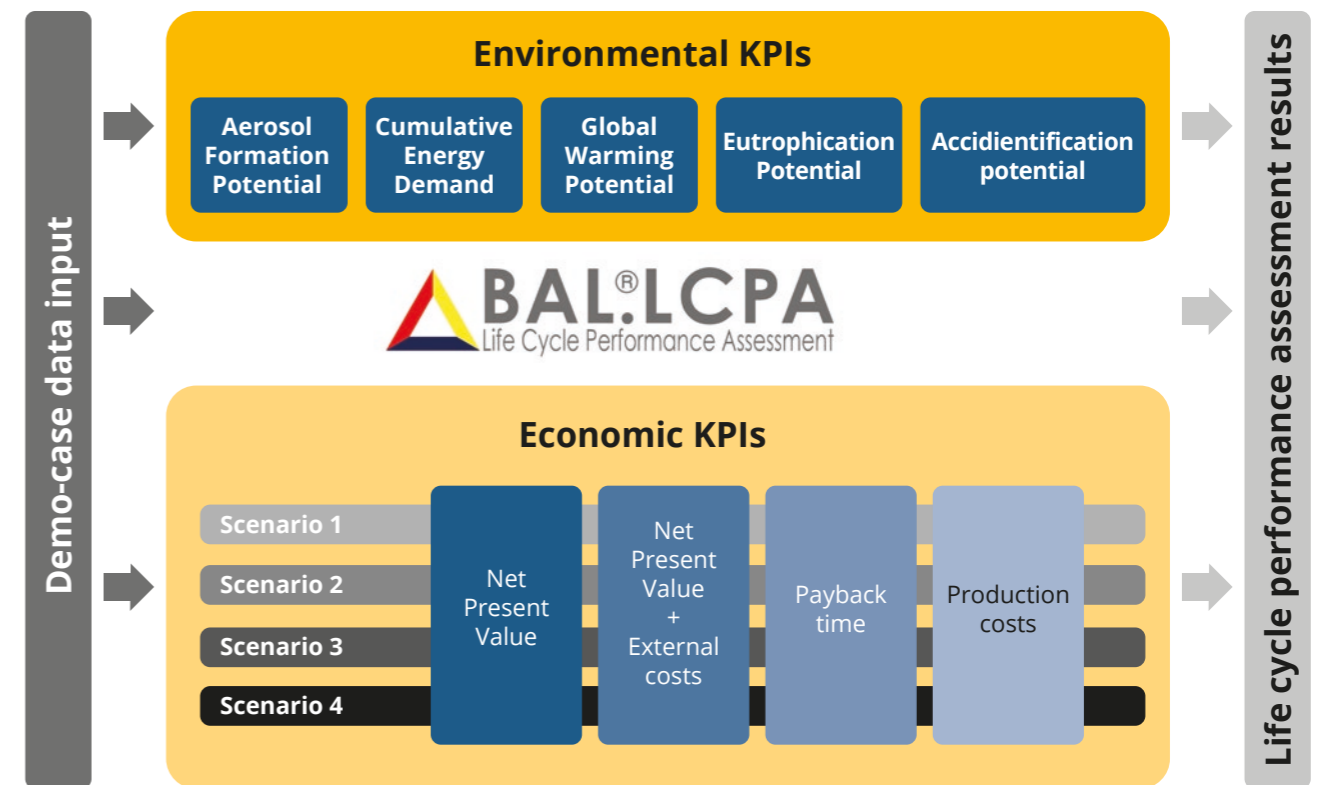 Demo-case data input
Environmental KPIs
Aerosol
Formation
Potential
Cumulative
Energy
Demand
Global
Warming
Potential
Eutrophication
Potential
Accidientification
potential
BAL.®LCPA
Life Cycle Performance Assessment
Economic KPIs
Scenario 1
Scenario 2
Scenario 3
Scenario 4
Net
Present
Value
Net
Present
Value
+
External
costs
Payback
time
Production
costs
Life cycle performance assessment results